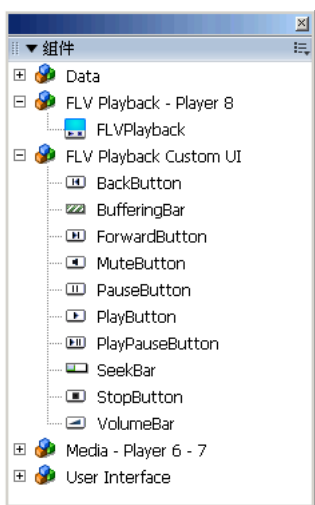 组件
Data
FLV Playback - Player 8
FLVPlayback
FLV Playback Custom UI
BackButton
BufferingBar
ForwardButton
MuteButton
PauseButton
PlayButton
PlayPauseButton
SeekBar
StopButton
VolumeBar
Media - Player 6 - 7
User Interface